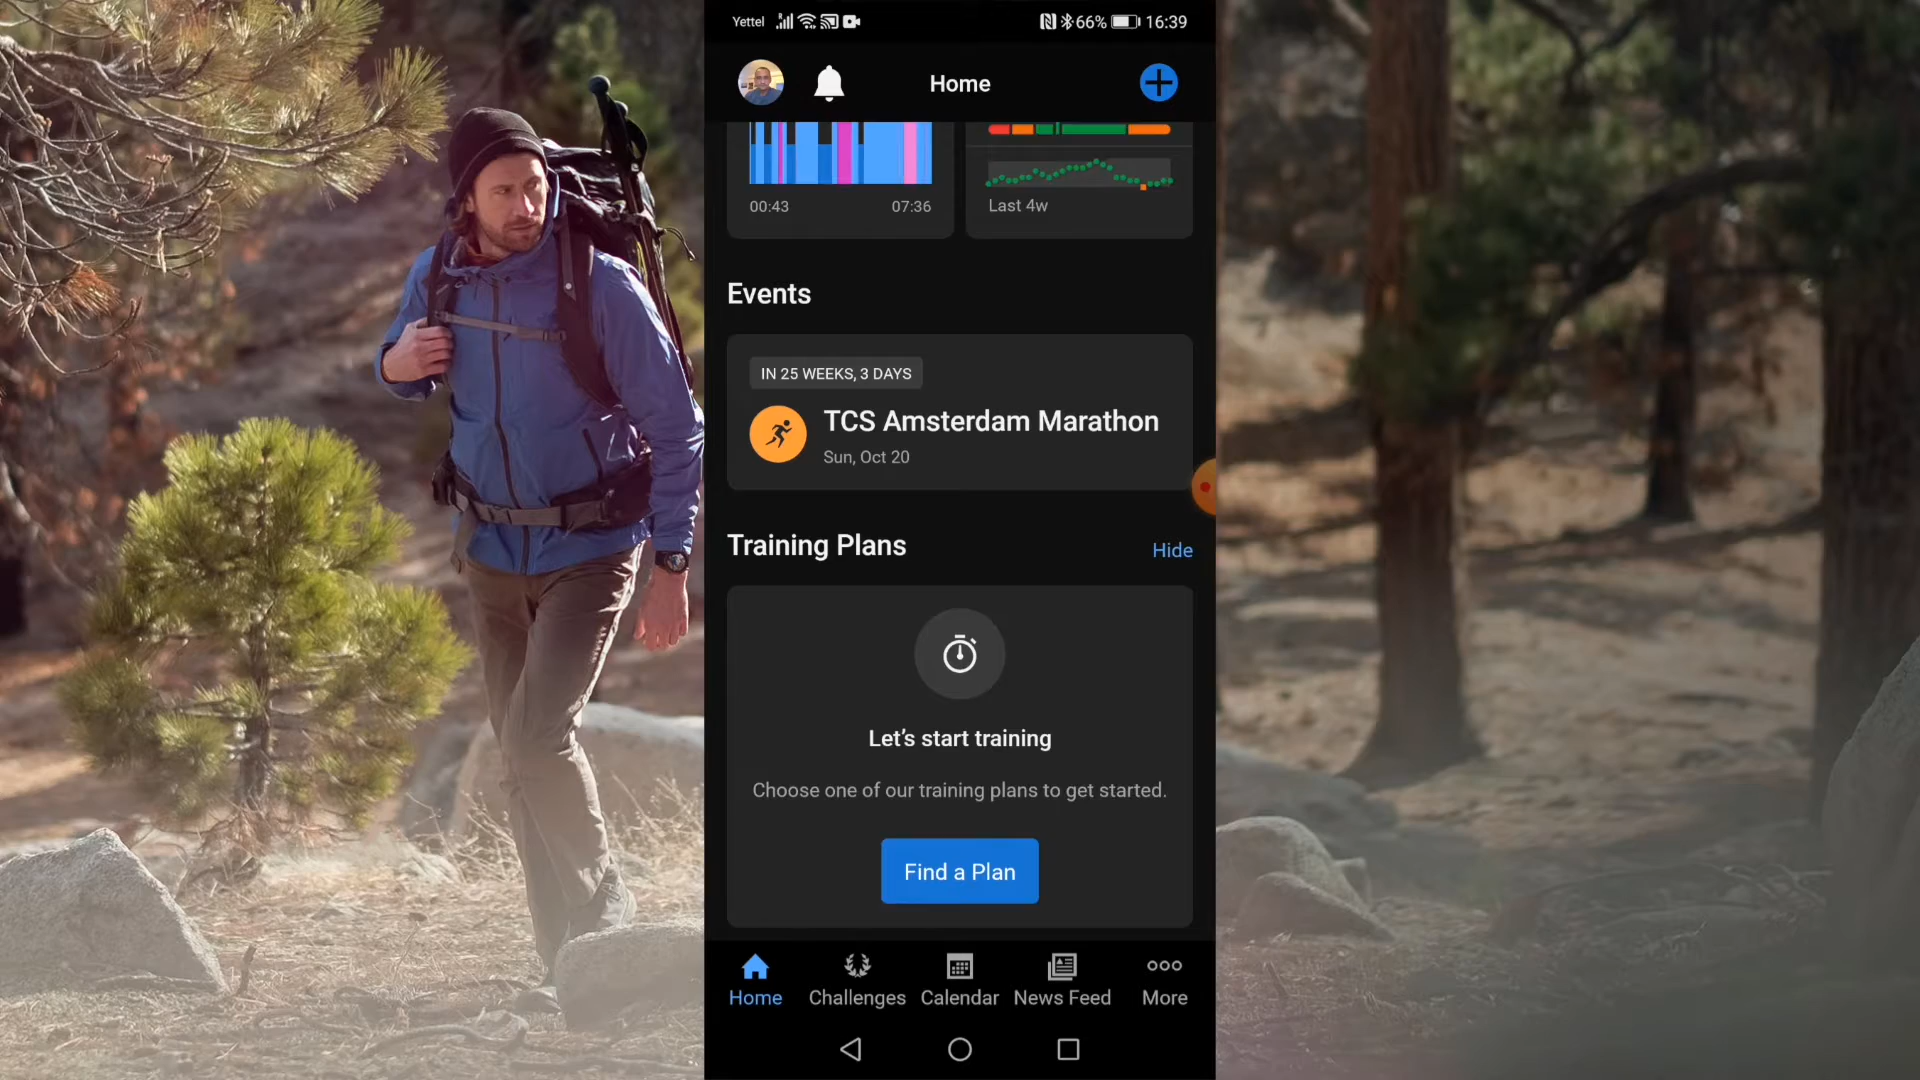 Yettel
66%
16:39
Home
00:43
07:36
Last 4w
Events
IN 25 WEEKS, 3 DAYS
TCS Amsterdam Marathon
Sun, Oct 20
Training Plans
Hide
Let's start training
Choose one of our training plans to get started.
Find a Plan
Home
Challenges
Calendar
News Feed
More